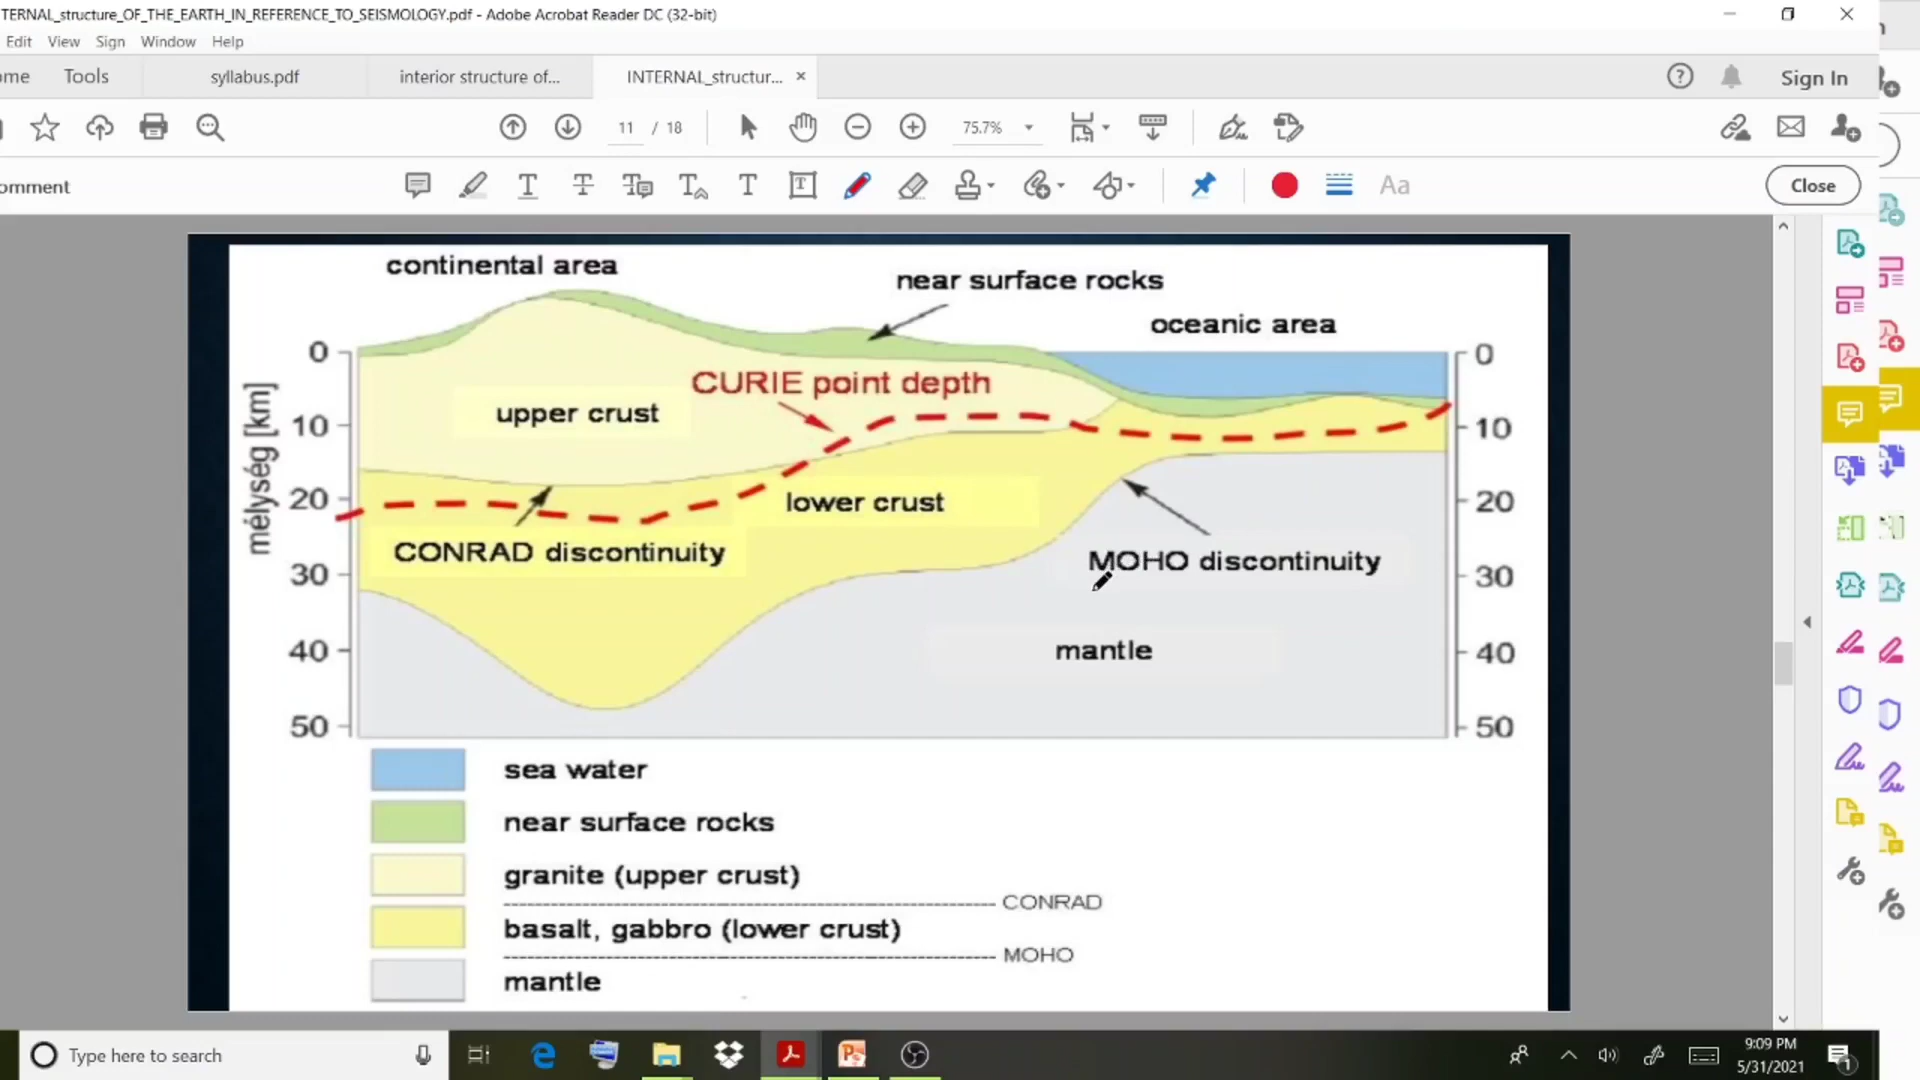 TERNAL_structure_OF_THE_EARTH_IN_REFERENCE_TO_SEISMOLOGY.pdf - Adobe Acrobat Reader DC (32-bit)
Edit View Sign Window Help
ome Tools syllabus.pdf interior structure of... INTERNAL_structur... × Sign In
11 / 18 75.7%
omment Aa Close
continental area
near surface rocks
oceanic area
0 0
CURIE point depth
upper crust
10 10
mélység [km]
20 lower crust 20
CONRAD discontinuity MOHO discontinuity
30 30
40 mantle 40
50 50
sea water
near surface rocks
granite (upper crust)
CONRAD
basalt, gabbro (lower crust)
MOHO
mantle
Type here to search
9:09 PM
5/31/2021
1